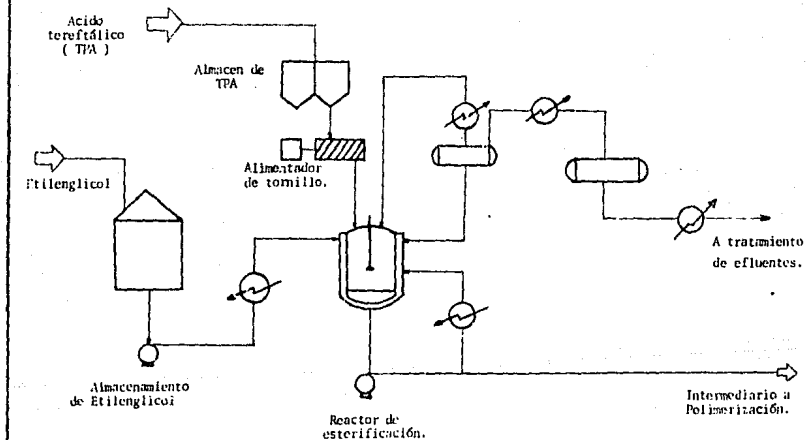 Acido
tereftálico
( TPA )
Almacen de
TPA
Etilenglicol
Alimentador
de tornillo.
A tratamiento
de efluentes.
Almacenamiento
de Etilenglicol
Reactor de
esterificación.
Intermediario a
Polimerización.